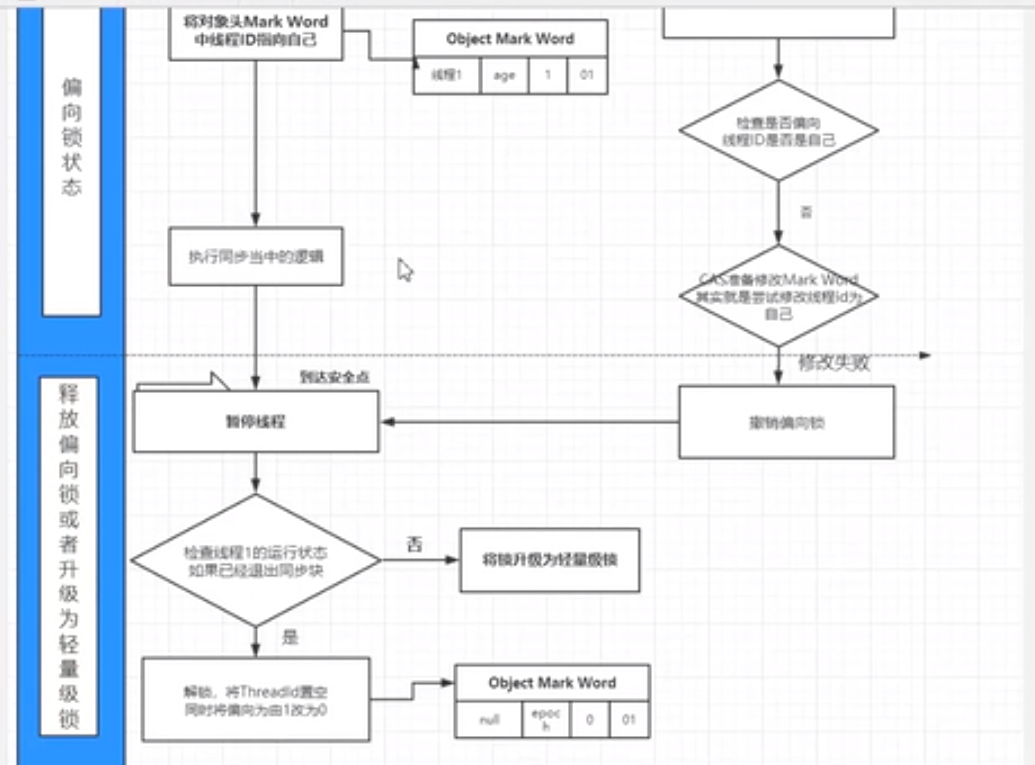 偏向锁状态
将对象头Mark Word
中线程ID指向自己
Object Mark Word
线程1 age 1 01
检查是否偏向
线程ID是否是自己
否
执行同步当中的逻辑
CAS准备修改Mark Word
其实就是尝试修改线程id为
自己
修改失败
释放偏向锁或者升级为轻量级锁
到达安全点
暂停线程
撤销偏向锁
检查线程1的运行状态
如果已经退出同步块
否
将锁升级为轻量级锁
是
解锁，将ThreadId置空
同时将偏向为由1改为0
Object Mark Word
null epoc
h 0 01